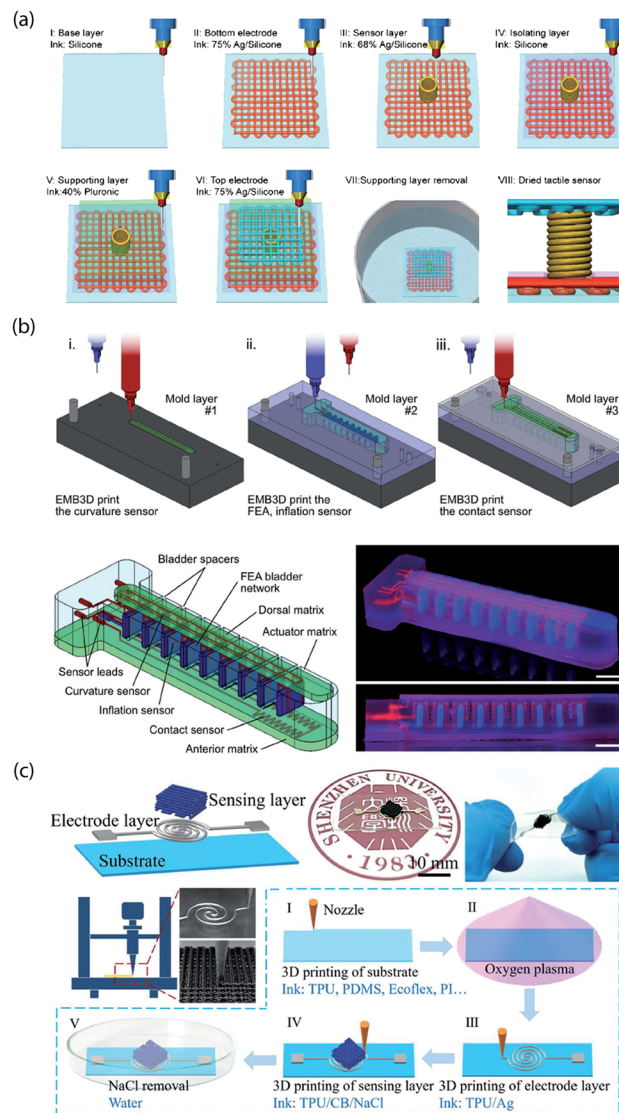 (a)
I: Base layer
Ink: Silicone
II: Bottom electrode
Ink: 75% Ag/Silicone
III: Sensor layer
Ink: 68% Ag/Silicone
IV: Isolating layer
Ink: Silicone
V: Supporting layer
Ink:40% Pluronic
VI: Top electrode
Ink: 75% Ag/Silicone
VII:Supporting layer removal
VIII: Dried tactile sensor
(b)
i.
Mold layer
#1
EMB3D print
the curvature sensor
ii.
Mold layer
#2
EMB3D print the
FEA, inflation sensor
iii.
Mold layer
#3
EMB3D print
the contact sensor
Bladder spacers
FEA bladder
network
Dorsal matrix
Actuator matrix
Sensor leads
Curvature sensor
Inflation sensor
Contact sensor
Anterior matrix
(c)
Sensing layer
Electrode layer
Substrate
SHENZHEN UNIVERSITY
1983
10 mm
I
Nozzle
3D printing of substrate
Ink: TPU, PDMS, Ecoflex, PI…
II
Oxygen plasma
III
3D printing of electrode layer
Ink: TPU/Ag
IV
3D printing of sensing layer
Ink: TPU/CB/NaCl
V
NaCl removal
Water